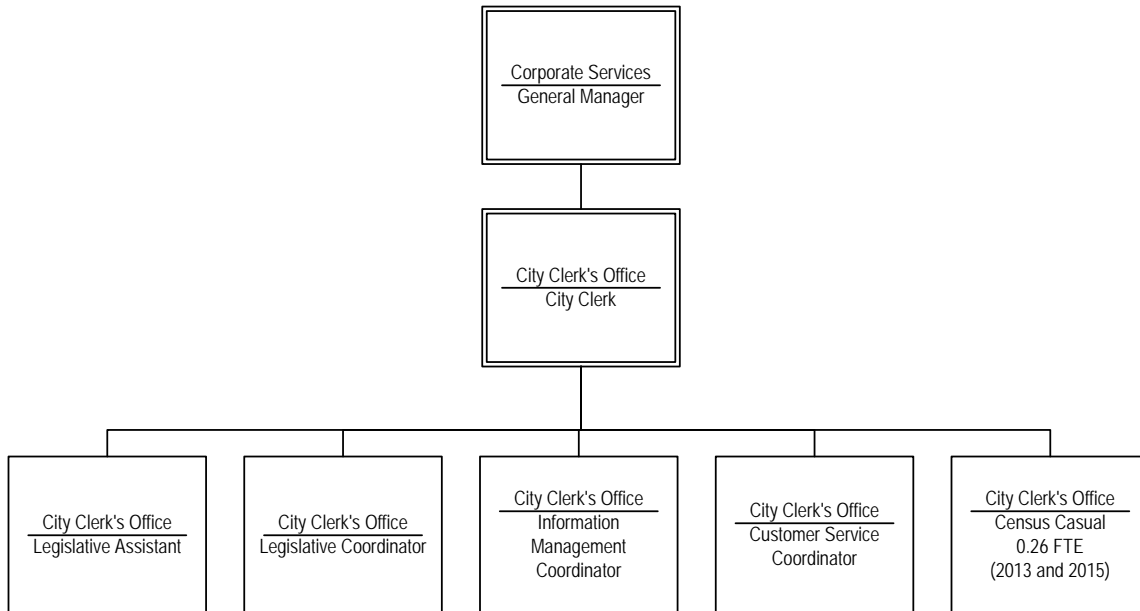 Corporate Services
General Manager
City Clerk's Office
City Clerk
City Clerk's Office
Legislative Assistant
City Clerk's Office
Legislative Coordinator
City Clerk's Office
Information
Management
Coordinator
City Clerk's Office
Customer Service
Coordinator
City Clerk's Office
Census Casual
0.26 FTE
(2013 and 2015)